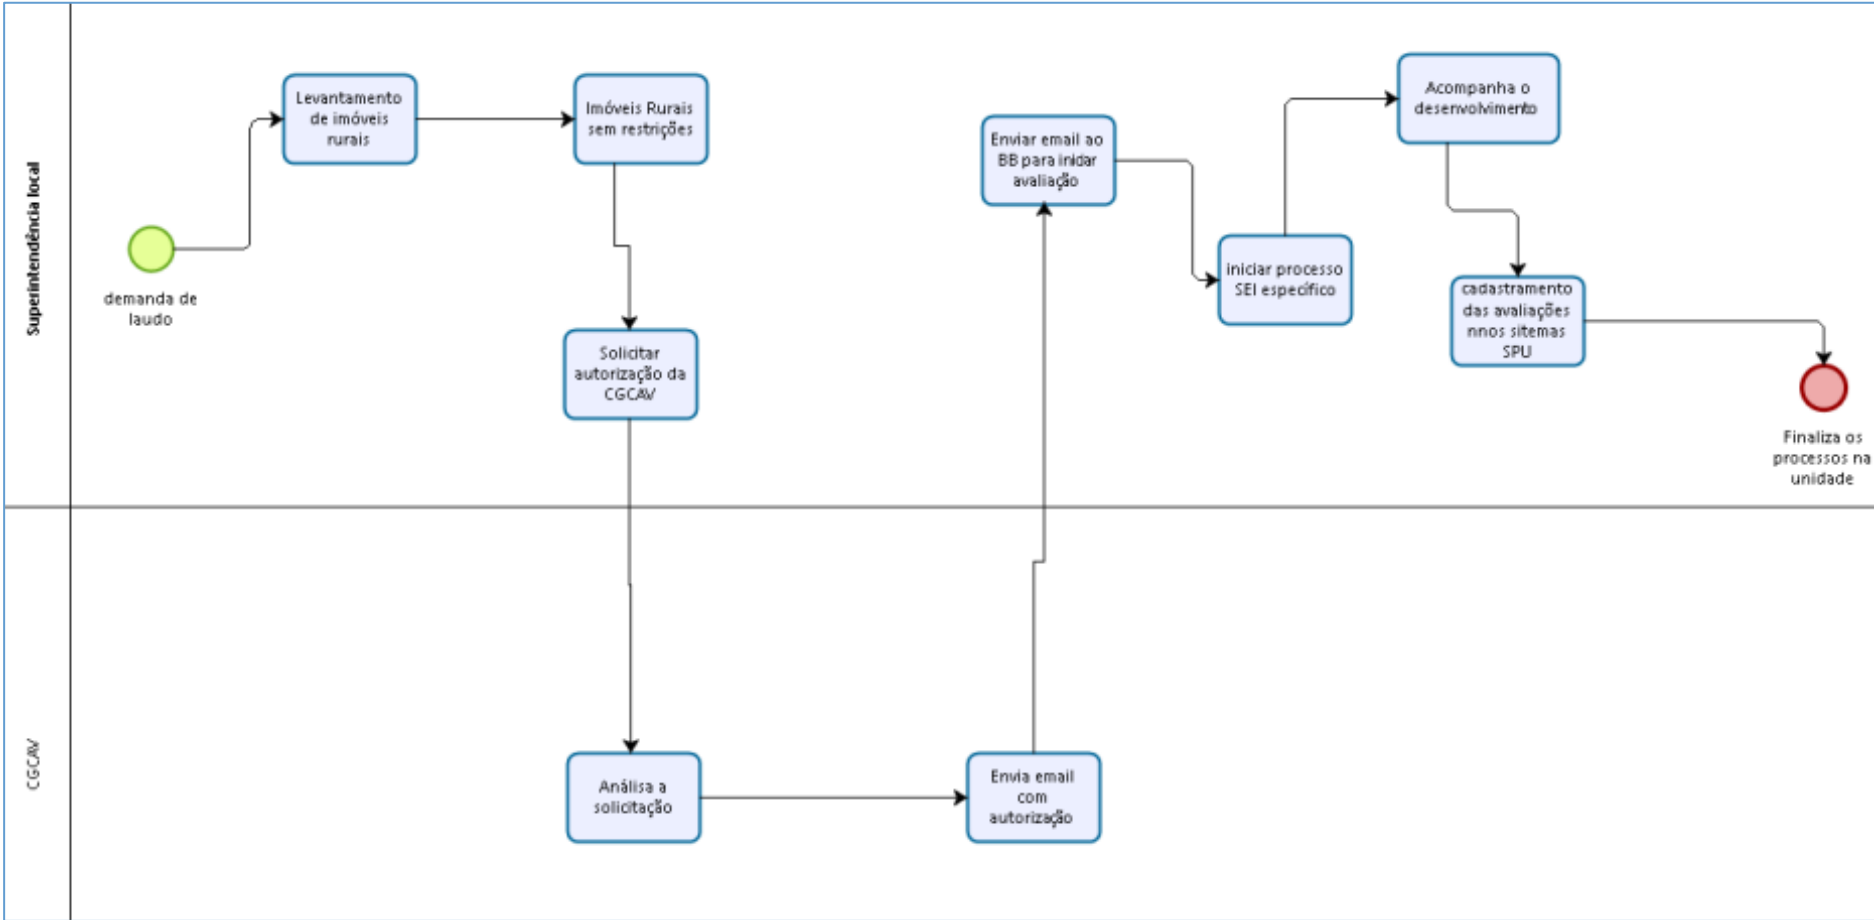 Superintendência local
demanda de
laudo
Levantamento
de imóveis
rurais
Imóveis Rurais
sem restrições
Solicitar
autorização da
CGCAV
Enviar email ao
BB para iniciar
avaliação
iniciar processo
SEI específico
Acompanha o
desenvolvimento
cadastramento
das avaliações
nnos sitemas
SPU
Finaliza os
processos na
unidade
CGCAV
Análisa a
solicitação
Envia email
com
autorização